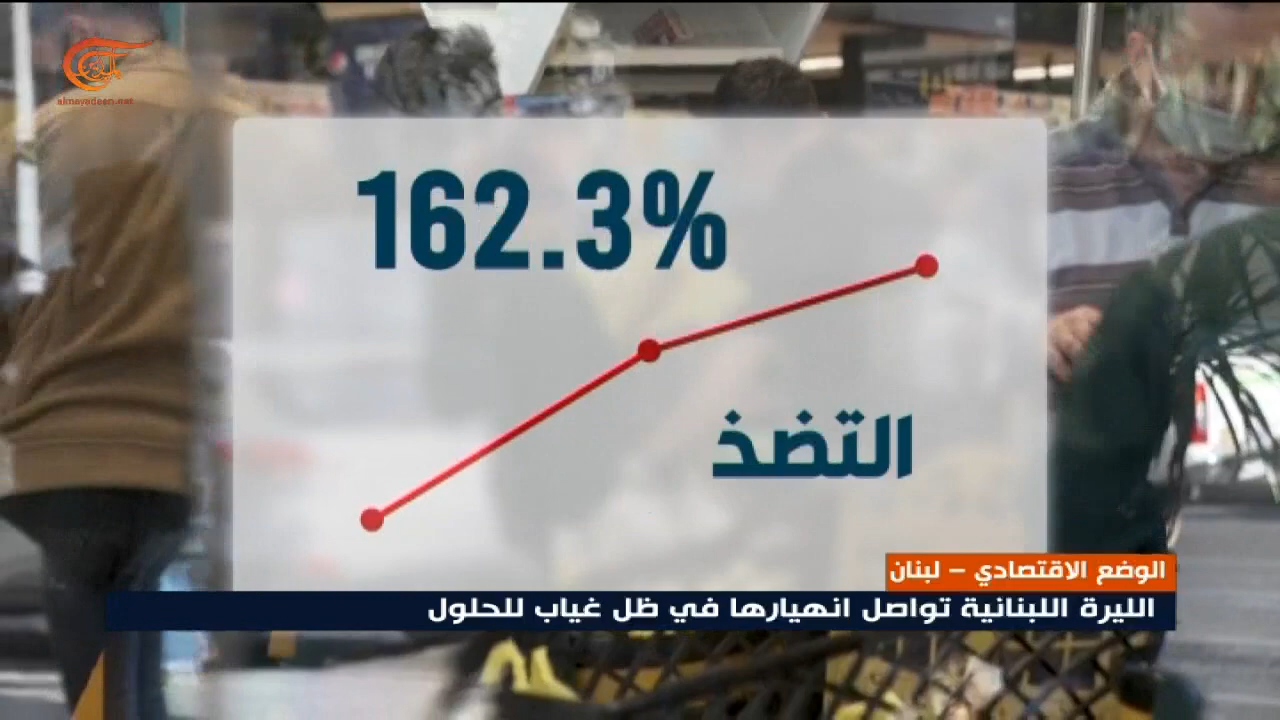 almayadeen.net
162.3%
التضخ
الوضع الاقتصادي – لبنان
الليرة اللبنانية تواصل انهيارها في ظل غياب للحلول